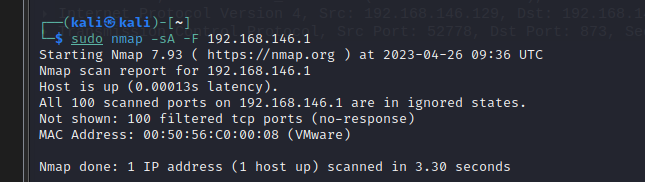 Internet Protocol Version 4, Src: 192.168.146.128, Dst: 192.168.1
Src Port: 52778, Dst Port: 873, Se
┌──(kali㉿kali)-[~]
└─$ sudo nmap -sA -F 192.168.146.1
Starting Nmap 7.93 ( https://nmap.org ) at 2023-04-26 09:36 UTC
Nmap scan report for 192.168.146.1
Host is up (0.00013s latency).
All 100 scanned ports on 192.168.146.1 are in ignored states.
Not shown: 100 filtered tcp ports (no-response)
MAC Address: 00:50:56:C0:00:08 (VMware)
Nmap done: 1 IP address (1 host up) scanned in 3.30 seconds